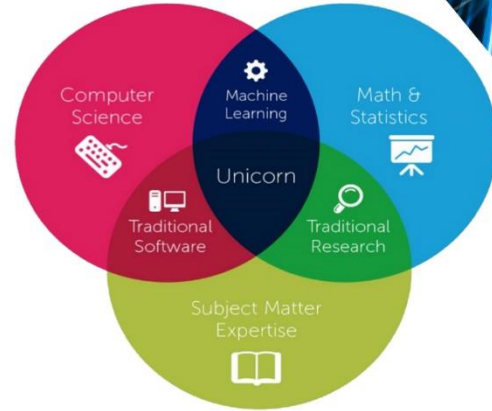 Computer
Science
Machine
Learning
Math &
Statistics
Unicorn
Traditional
Software
Traditional
Research
Subject Matter
Expertise